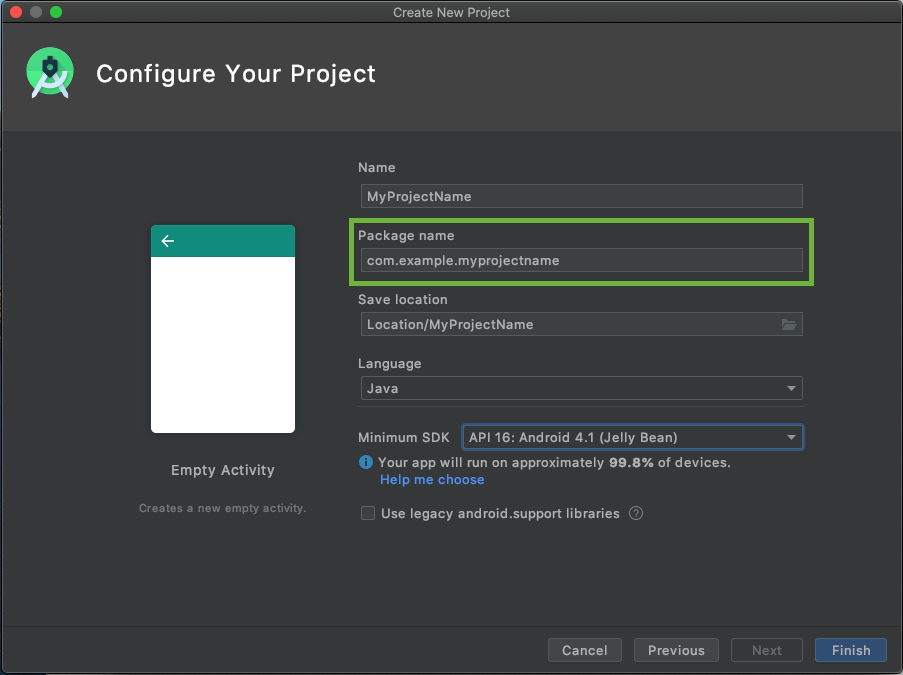 Create New Project
Configure Your Project
Name
MyProjectName
Package name
com.example.myprojectname
Save location
Location/MyProjectName
Language
Java
Minimum SDK API 16: Android 4.1 (Jelly Bean)
i Your app will run on approximately 99.8% of devices.
Help me choose
Use legacy android.support libraries ?
Empty Activity
Creates a new empty activity.
Cancel Previous Next Finish